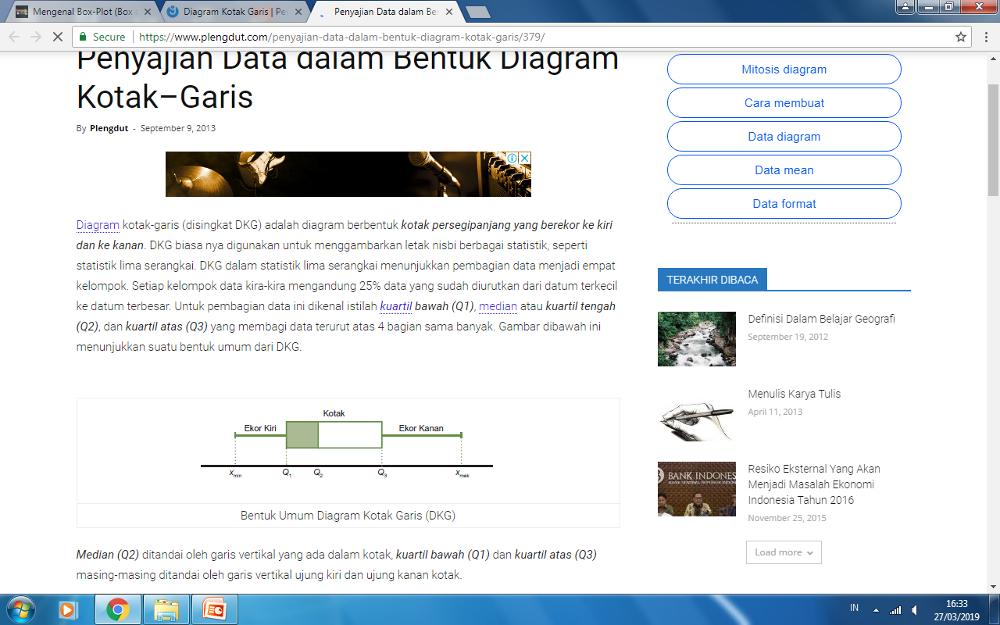 Mengenal Box-Plot (Box a
Diagram Kotak Garis | Pe
Penyajian Data dalam Be
Secure
https://www.plengdut.com/penyajian-data-dalam-bentuk-diagram-kotak-garis/379/
Penyajian Data dalam Bentuk Diagram
Kotak–Garis
By Plengdut - September 9, 2013
Diagram kotak-garis (disingkat DKG) adalah diagram berbentuk kotak persegipanjang yang berekor ke kiri
dan ke kanan. DKG biasa nya digunakan untuk menggambarkan letak nisbi berbagai statistik, seperti
statistik lima serangkai. DKG dalam statistik lima serangkai menunjukkan pembagian data menjadi empat
kelompok. Setiap kelompok data kira-kira mengandung 25% data yang sudah diurutkan dari datum terkecil
ke datum terbesar. Untuk pembagian data ini dikenal istilah kuartil bawah (Q1), median atau kuartil tengah
(Q2), dan kuartil atas (Q3) yang membagi data terurut atas 4 bagian sama banyak. Gambar dibawah ini
menunjukkan suatu bentuk umum dari DKG.
Kotak
Ekor Kiri
Ekor Kanan
xmin Q1 Q2 Q3 xmak
Bentuk Umum Diagram Kotak Garis (DKG)
Median (Q2) ditandai oleh garis vertikal yang ada dalam kotak, kuartil bawah (Q1) dan kuartil atas (Q3)
masing-masing ditandai oleh garis vertikal ujung kiri dan ujung kanan kotak.
Mitosis diagram
Cara membuat
Data diagram
Data mean
Data format
TERAKHIR DIBACA
Definisi Dalam Belajar Geografi
September 19, 2012
Menulis Karya Tulis
April 11, 2013
BANK INDONES
Resiko Eksternal Yang Akan
Menjadi Masalah Ekonomi
Indonesia Tahun 2016
November 25, 2015
Load more
IN
16:33
27/03/2019